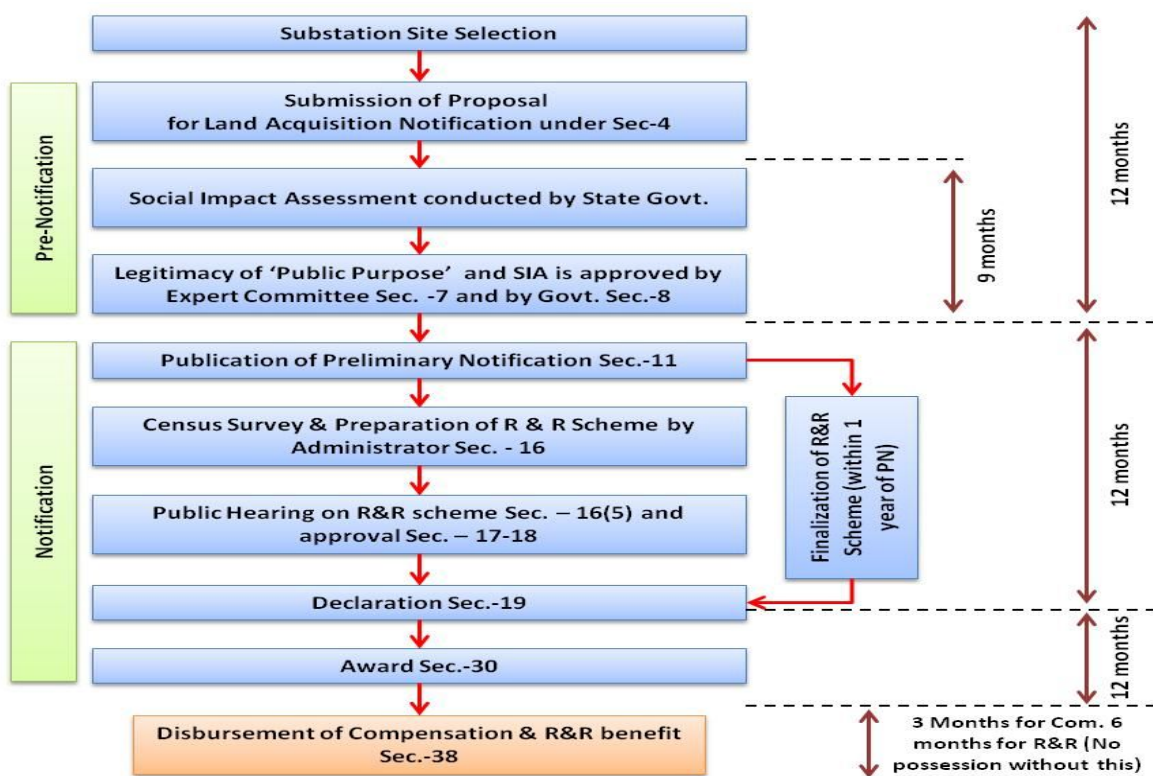 Substation Site Selection
Pre-Notification
Submission of Proposal
for Land Acquisition Notification under Sec-4
Social Impact Assessment conducted by State Govt.
Legitimacy of ‘Public Purpose’ and SIA is approved by
Expert Committee Sec. -7 and by Govt. Sec.-8
9 months
12 months
Notification
Publication of Preliminary Notification Sec.-11
Census Survey & Preparation of R & R Scheme by
Administrator Sec. - 16
Public Hearing on R&R scheme Sec. – 16(5) and
approval Sec. – 17-18
Finalization of R&R
Scheme (within 1
year of PN)
12 months
Declaration Sec.-19
Award Sec.-30
12 months
Disbursement of Compensation & R&R benefit
Sec.-38
3 Months for Com. 6
months for R&R (No
possession without this)